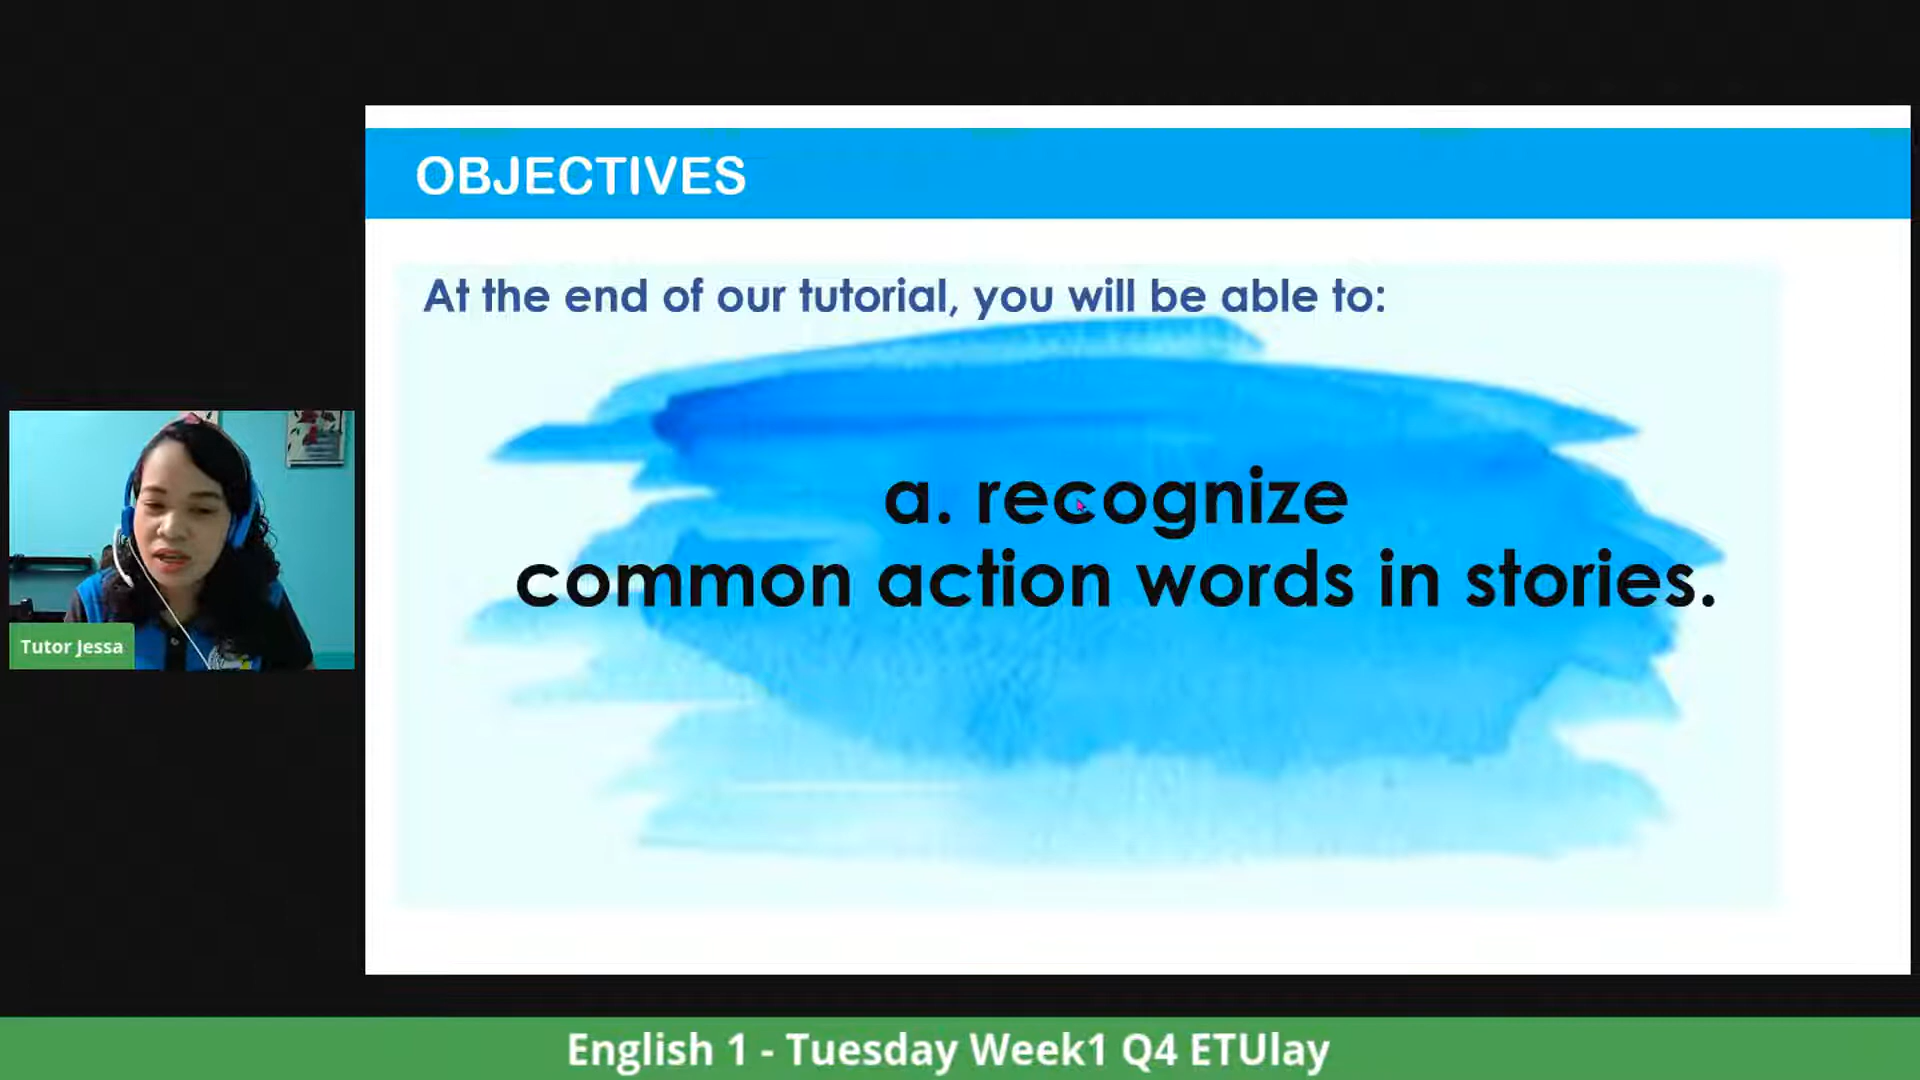 OBJECTIVES
At the end of our tutorial, you will be able to:
a. recognize
common action words in stories.
Tutor Jessa
English 1 - Tuesday Week1 Q4 ETUlay